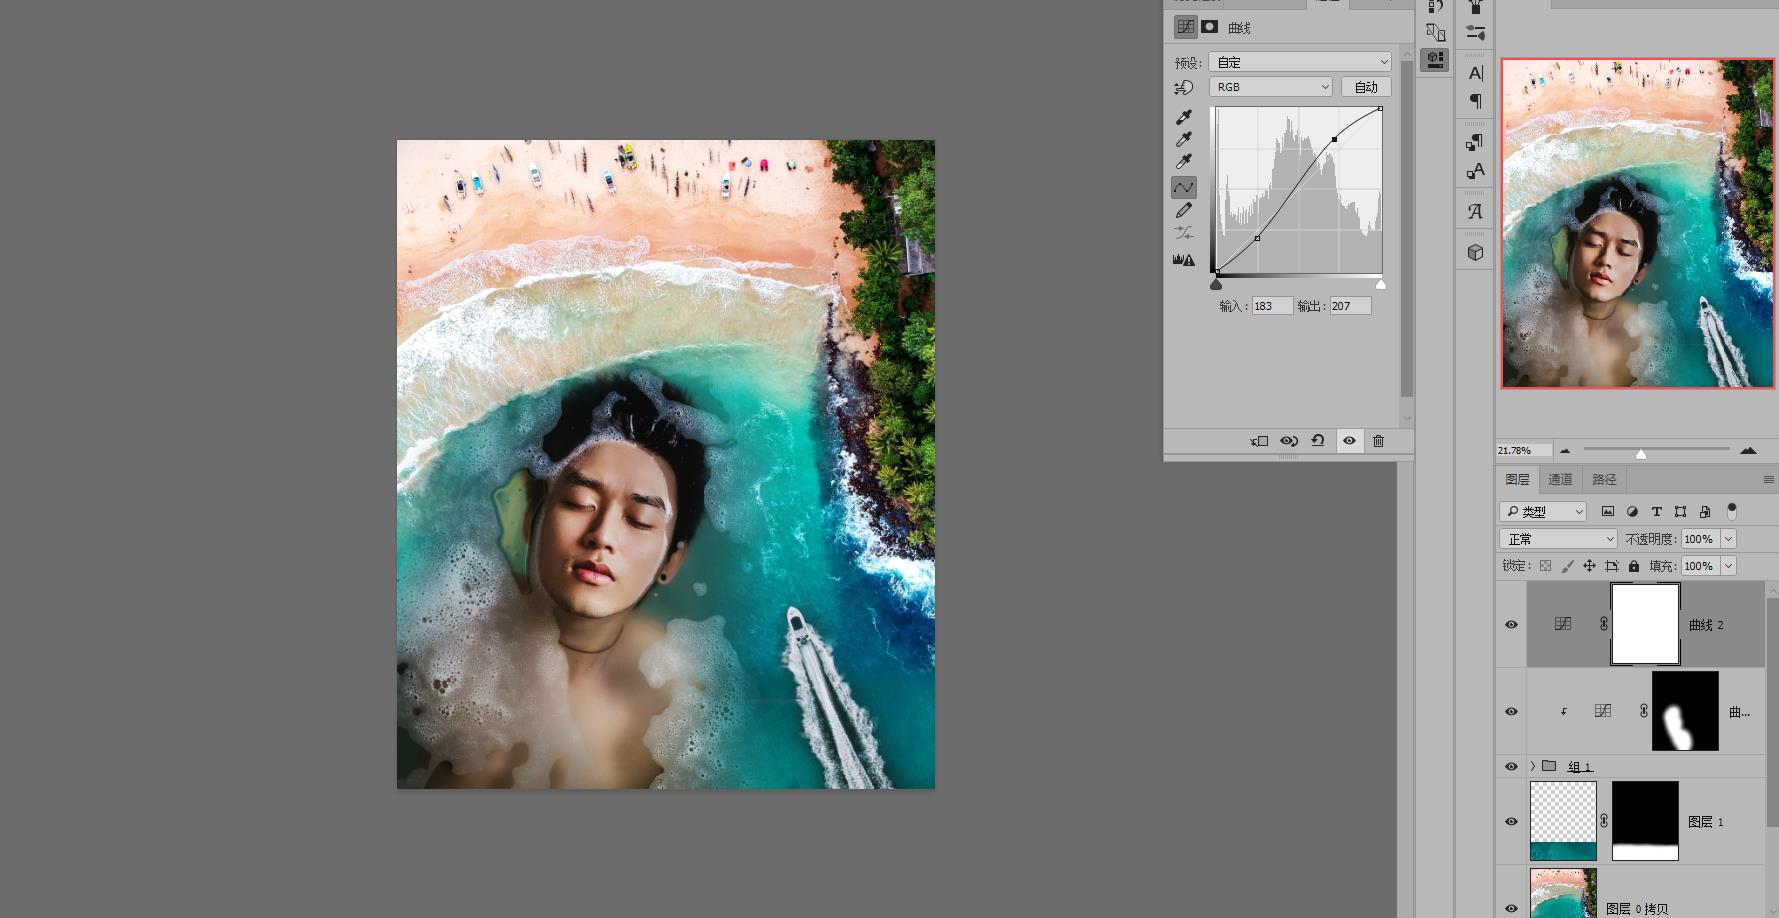 曲线
预设: 自定
RGB 自动
输入: 183 输出: 207
21.78%
图层 通道 路径
类型
正常 不透明度: 100%
锁定: 填充: 100%
曲线 2
曲...
组 1
图层 1
图层 0 拷贝